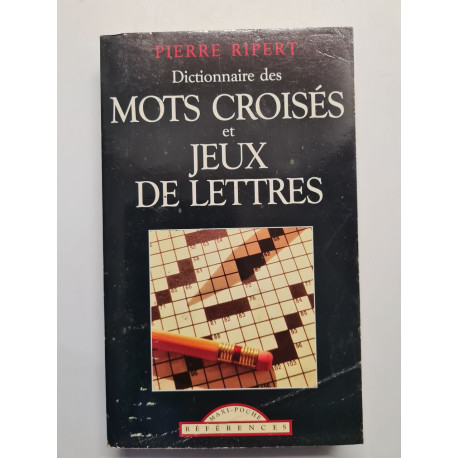 PIERRE RIPERT
Dictionnaire des
MOTS CROISÉS
et
JEUX
DE LETTRES
MAXI-POCHE
RÉFÉRENCES